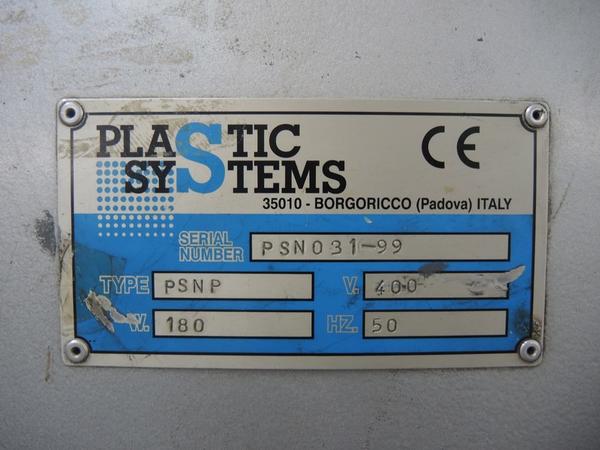 PLASTIC
SYSTEMS
CE
35010 - BORGORICCO (Padova) ITALY
SERIAL NUMBER PSN031-99
TYPE PSNP V. 400
W. 180 HZ. 50